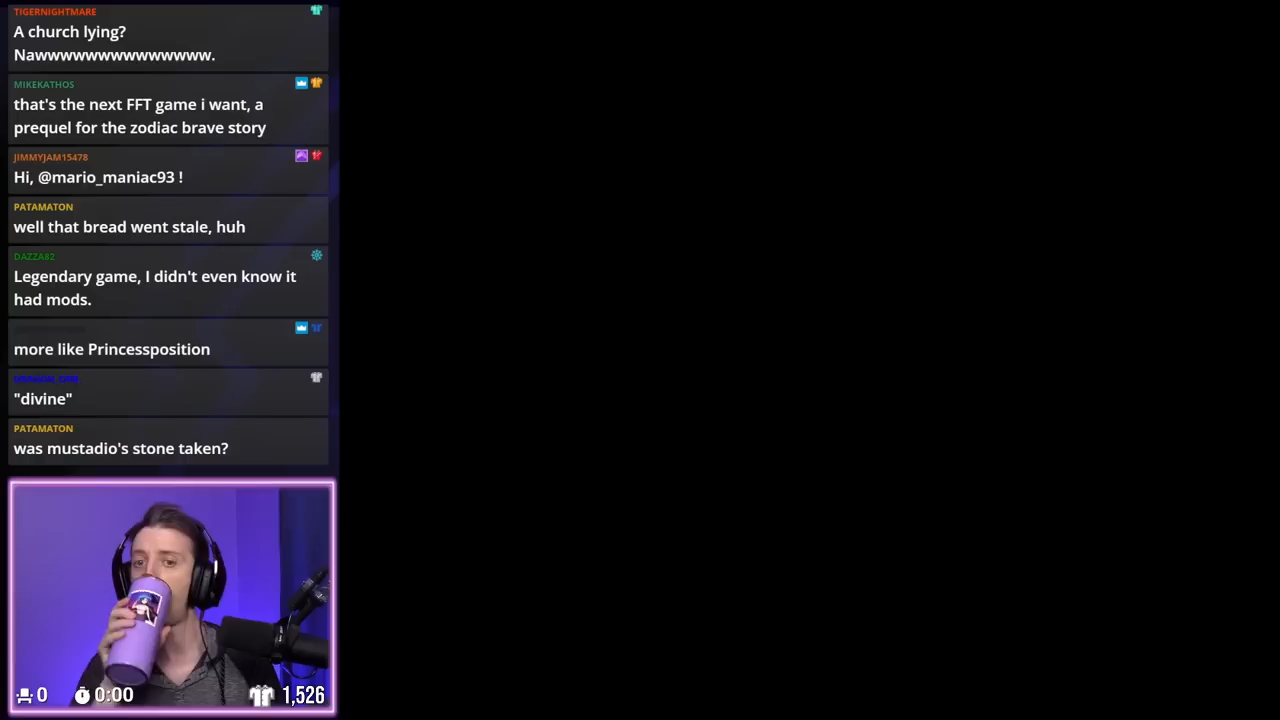 TIGERNIGHTMARE
A church lying?
Nawwwwwwwwwwwwww.
MIKEKATHOS
that's the next FFT game i want, a
prequel for the zodiac brave story
JIMMYJAM15478
Hi, @mario_maniac93 !
PATAMATON
well that bread went stale, huh
DAZZA82
Legendary game, I didn't even know it
had mods.
more like Princessposition
"divine"
PATAMATON
was mustadio's stone taken?
0
0:00
1,526